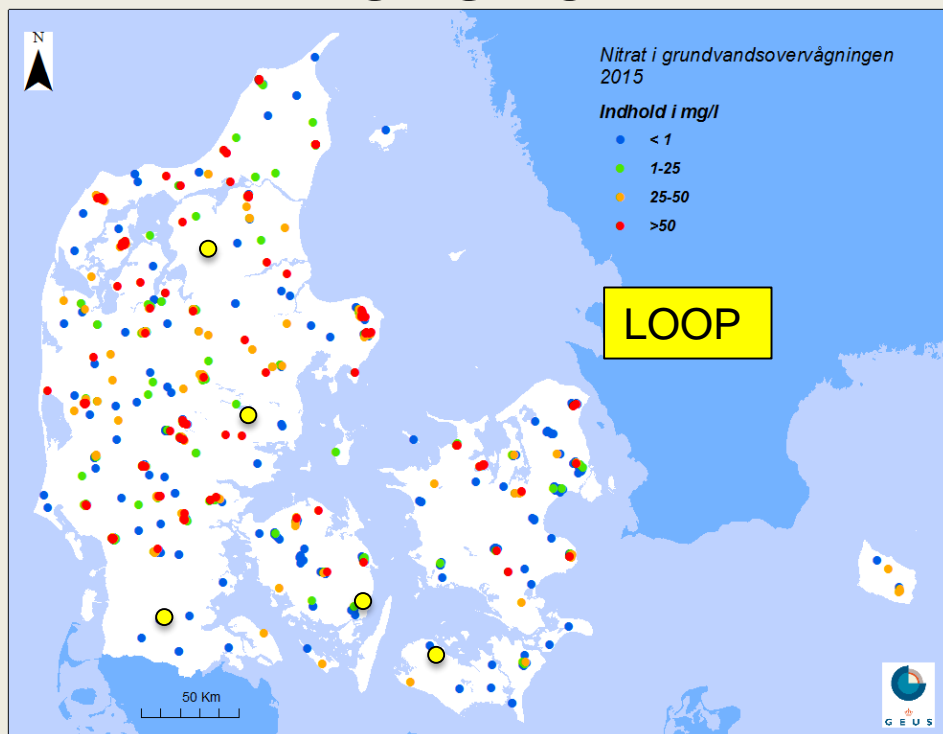 N
Nitrat i grundvandsovervågningen
2015
Indhold i mg/l
< 1
1-25
25-50
>50
LOOP
50 Km
GEUS